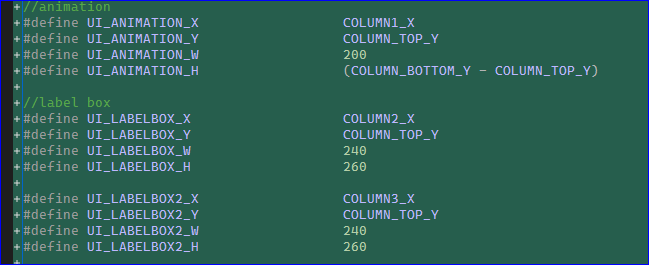 +//animation
+#define UI_ANIMATION_X COLUMN1_X
+#define UI_ANIMATION_Y COLUMN_TOP_Y
+#define UI_ANIMATION_W 200
+#define UI_ANIMATION_H (COLUMN_BOTTOM_Y - COLUMN_TOP_Y)
+
+//label box
+#define UI_LABELBOX_X COLUMN2_X
+#define UI_LABELBOX_Y COLUMN_TOP_Y
+#define UI_LABELBOX_W 240
+#define UI_LABELBOX_H 260
+
+#define UI_LABELBOX2_X COLUMN3_X
+#define UI_LABELBOX2_Y COLUMN_TOP_Y
+#define UI_LABELBOX2_W 240
+#define UI_LABELBOX2_H 260
+